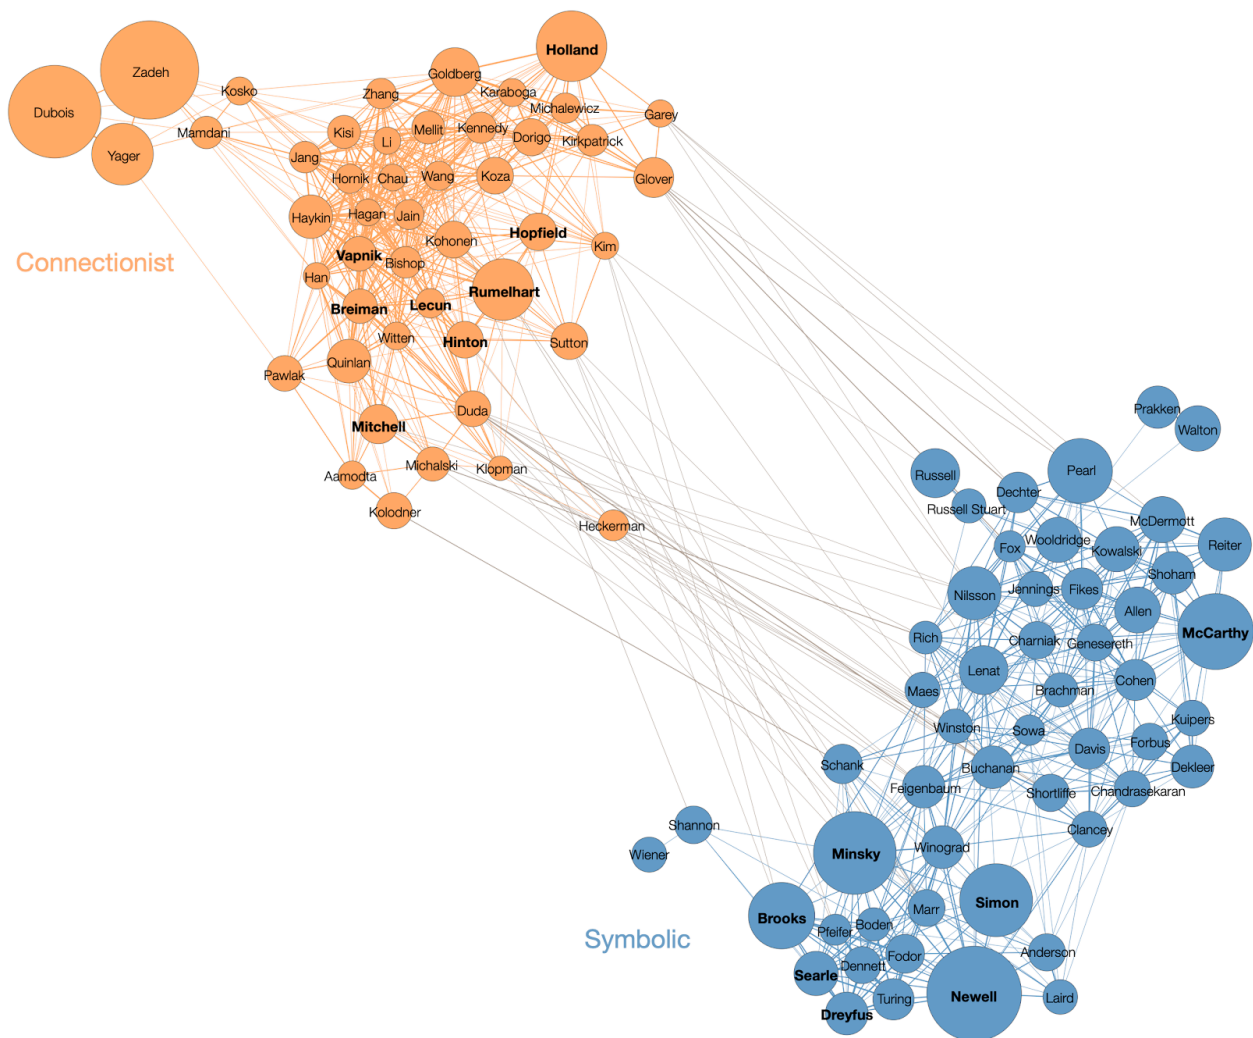 Holland
Zadeh
Goldberg
Kosko
Zhang
Karaboga
Michalewicz
Dubois
Garey
Mamdani
Kisi
Li
Mellit
Kennedy
Dorigo
Kirkpatrick
Yager
Jang
Hornik
Chau
Wang
Koza
Glover
Haykin
Hagan
Jain
Hopfield
Kohonen
Kim
Connectionist
Vapnik
Bishop
Han
Rumelhart
Breiman
Lecun
Witten
Hinton
Sutton
Quinlan
Pawlak
Duda
Mitchell
Prakken
Walton
Michalski
Klopman
Aamodta
Pearl
Russell
Dechter
Kolodner
Russell Stuart
McDermott
Heckerman
Fox
Wooldridge
Kowalski
Reiter
Shoham
Nilsson
Jennings
Fikes
Allen
Rich
Charniak
Genesereth
McCarthy
Lenat
Cohen
Maes
Brachman
Winston
Sowa
Kuipers
Davis
Forbus
Schank
Buchanan
Dekleer
Feigenbaum
Shortliffe
Chandrasekaran
Shannon
Clancey
Wiener
Minsky
Winograd
Simon
Marr
Brooks
Boden
Pfeifer
Symbolic
Anderson
Fodor
Dennett
Searle
Newell
Laird
Turing
Dreyfus